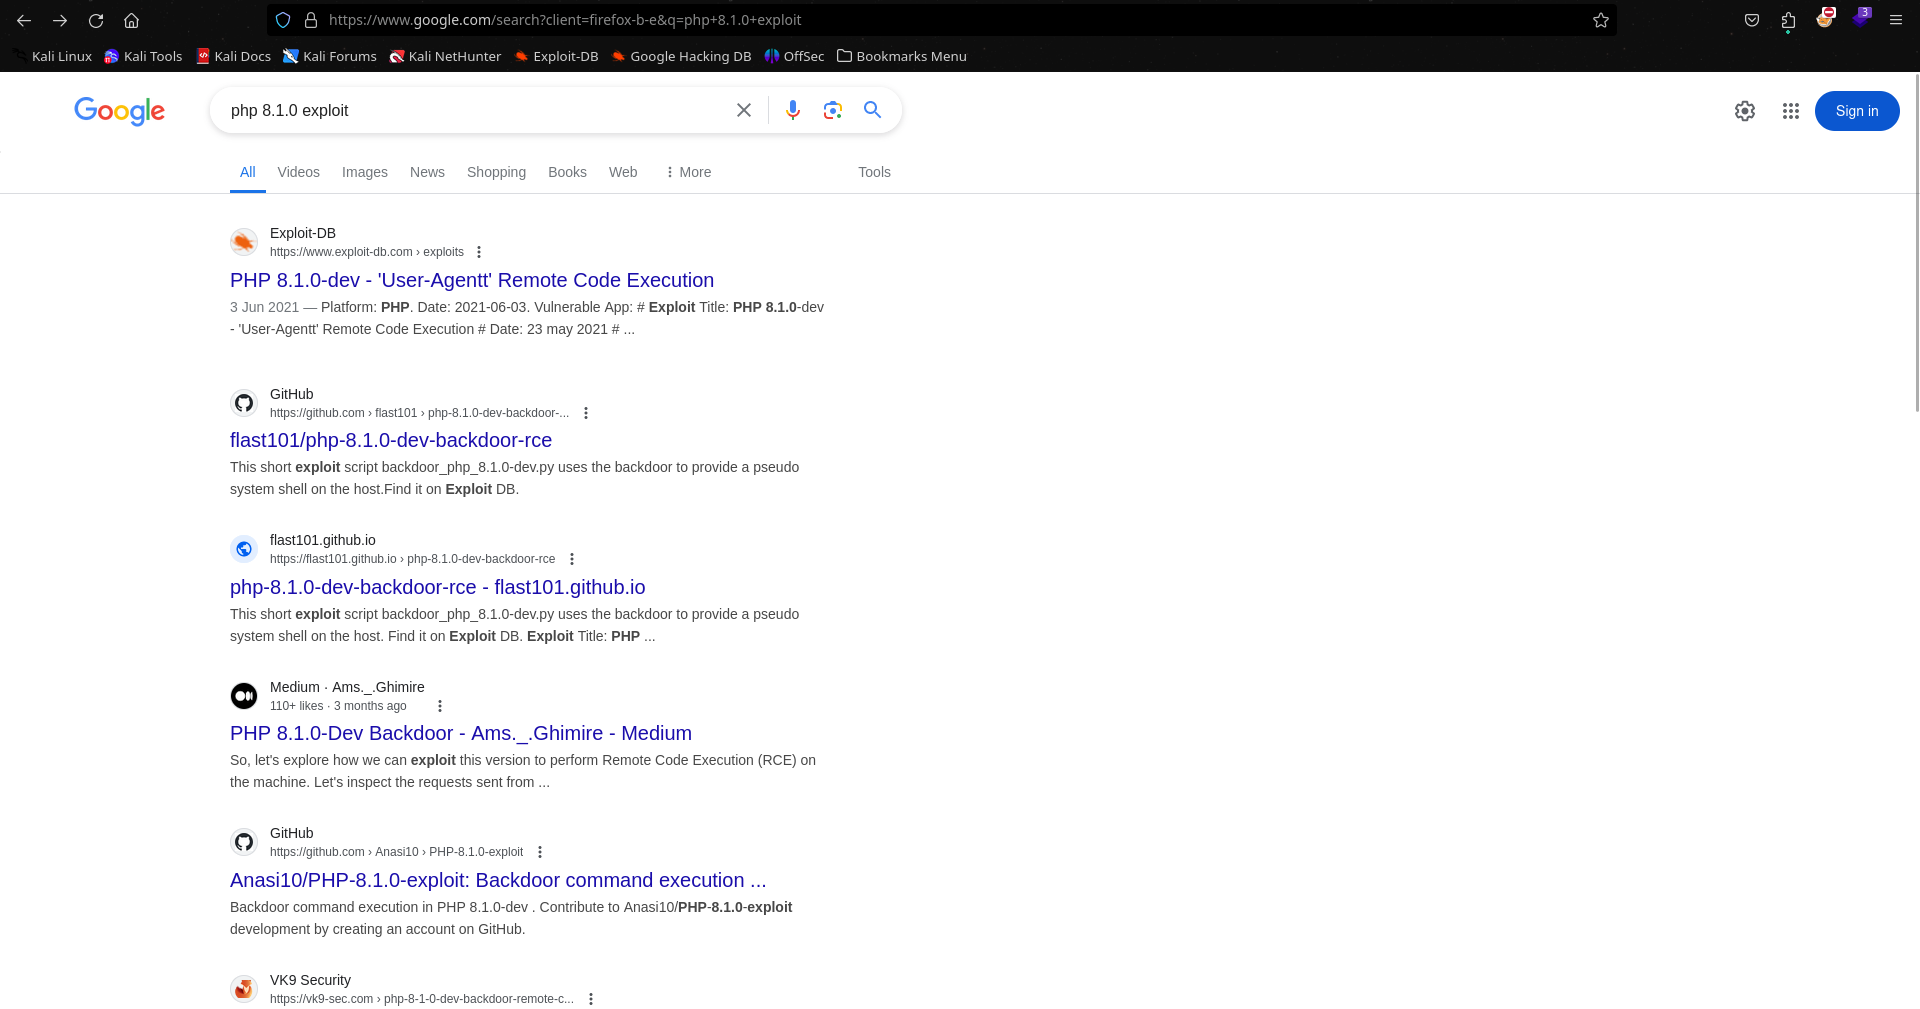 https://www.google.com/search?client=firefox-b-e&q=php+8.1.0+exploit
3
Kali Linux Kali Tools Kali Docs Kali Forums Kali NetHunter Exploit-DB Google Hacking DB OffSec Bookmarks Menu
Google
php 8.1.0 exploit
Sign in
All Videos Images News Shopping Books Web More Tools
Exploit-DB
https://www.exploit-db.com › exploits
PHP 8.1.0-dev - 'User-Agentt' Remote Code Execution
3 Jun 2021 — Platform: PHP. Date: 2021-06-03. Vulnerable App: # Exploit Title: PHP 8.1.0-dev
- 'User-Agentt' Remote Code Execution # Date: 23 may 2021 # ...
GitHub
https://github.com › flast101 › php-8.1.0-dev-backdoor-...
flast101/php-8.1.0-dev-backdoor-rce
This short exploit script backdoor_php_8.1.0-dev.py uses the backdoor to provide a pseudo
system shell on the host.Find it on Exploit DB.
flast101.github.io
https://flast101.github.io › php-8.1.0-dev-backdoor-rce
php-8.1.0-dev-backdoor-rce - flast101.github.io
This short exploit script backdoor_php_8.1.0-dev.py uses the backdoor to provide a pseudo
system shell on the host. Find it on Exploit DB. Exploit Title: PHP ...
Medium · Ams._.Ghimire
110+ likes · 3 months ago
PHP 8.1.0-Dev Backdoor - Ams._.Ghimire - Medium
So, let's explore how we can exploit this version to perform Remote Code Execution (RCE) on
the machine. Let's inspect the requests sent from ...
GitHub
https://github.com › Anasi10 › PHP-8.1.0-exploit
Anasi10/PHP-8.1.0-exploit: Backdoor command execution ...
Backdoor command execution in PHP 8.1.0-dev . Contribute to Anasi10/PHP-8.1.0-exploit
development by creating an account on GitHub.
VK9 Security
https://vk9-sec.com › php-8-1-0-dev-backdoor-remote-c...